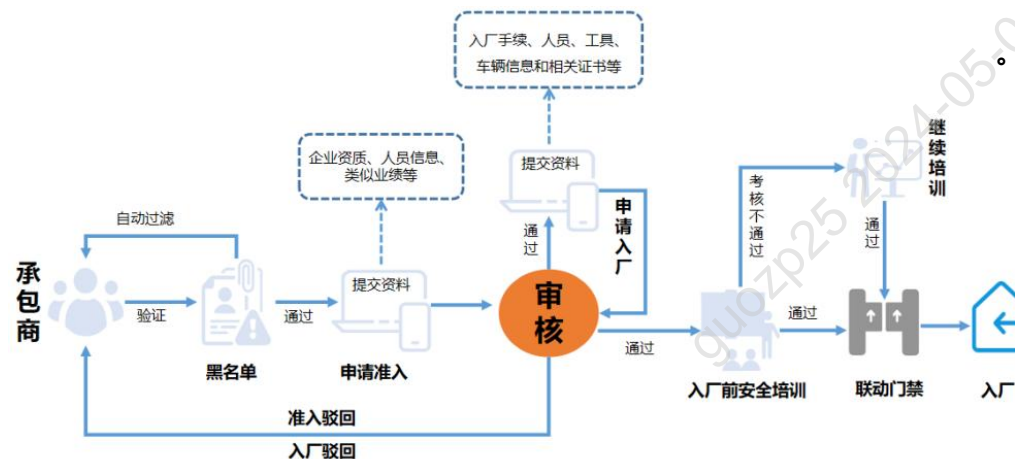 入厂手续、人员、工具、
车辆信息和相关证书等
。
企业资质、人员信息、
类似业绩等
提交资料
申请入厂
通过
继续培训
考核不通过
通过
自动过滤
承包商
验证
黑名单
通过
提交资料
申请准入
审核
通过
入厂前安全培训
通过
联动门禁
入厂
准入驳回
入厂驳回
guozp25 2024-05-0